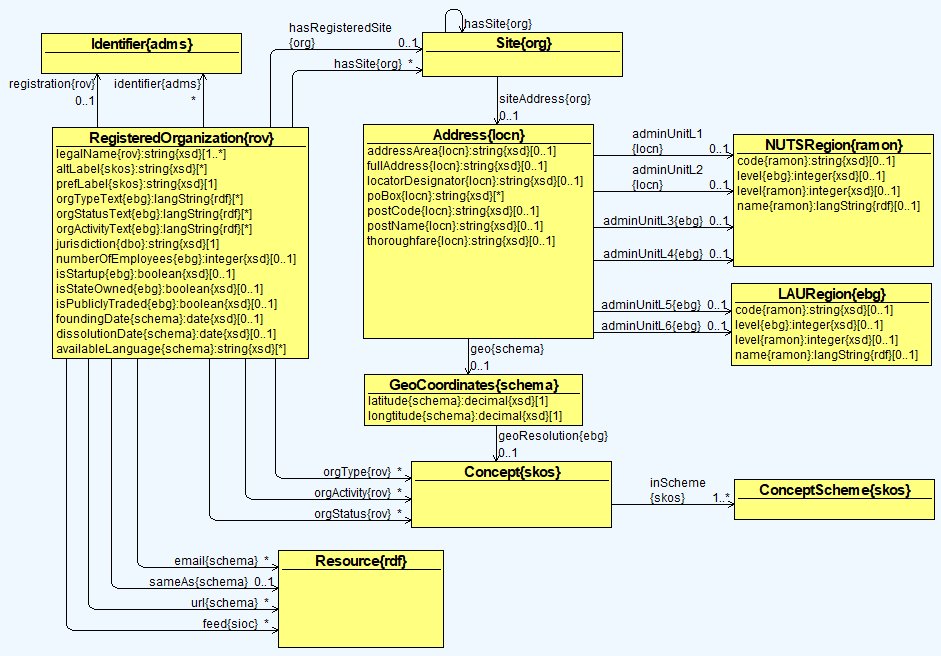 hasRegisteredSite
{org}
0..1
hasSite{org}
hasSite{org} *
Identifier{adms}
Site{org}
registration{rov}
0..1
identifier{adms}
*
siteAddress{org}
0..1
RegisteredOrganization{rov}
legalName{rov}:string{xsd}[1..*]
altLabel{skos}:string{xsd}[*]
prefLabel{skos}:string{xsd}[1]
orgTypeText{ebg}:langString{rdf}[*]
orgStatusText{ebg}:langString{rdf}[*]
orgActivityText{ebg}:langString{rdf}[*]
jurisdiction{dbo}:string{xsd}[1]
numberOfEmployees{ebg}:integer{xsd}[0..1]
isStartup{ebg}:boolean{xsd}[0..1]
isStateOwned{ebg}:boolean{xsd}[0..1]
isPubliclyTraded{ebg}:boolean{xsd}[0..1]
foundingDate{schema}:date{xsd}[0..1]
dissolutionDate{schema}:date{xsd}[0..1]
availableLanguage{schema}:string{xsd}[*]
Address{locn}
addressArea{locn}:string{xsd}[0..1]
fullAddress{locn}:string{xsd}[0..1]
locatorDesignator{locn}:string{xsd}[0..1]
poBox{locn}:string{xsd}[*]
postCode{locn}:string{xsd}[0..1]
postName{locn}:string{xsd}[0..1]
thoroughfare{locn}:string{xsd}[0..1]
adminUnitL1
{locn}
0..1
adminUnitL2
{locn}
0..1
adminUnitL3{ebg} 0..1
adminUnitL4{ebg} 0..1
NUTSRegion{ramon}
code{ramon}:string{xsd}[0..1]
level{ebg}:integer{xsd}[0..1]
level{ramon}:integer{xsd}[0..1]
name{ramon}:langString{rdf}[0..1]
adminUnitL5{ebg} 0..1
adminUnitL6{ebg} 0..1
LAURegion{ebg}
code{ramon}:string{xsd}[0..1]
level{ebg}:integer{xsd}[0..1]
level{ramon}:integer{xsd}[0..1]
name{ramon}:langString{rdf}[0..1]
geo{schema}
0..1
GeoCoordinates{schema}
latitude{schema}:decimal{xsd}[1]
longtitude{schema}:decimal{xsd}[1]
geoResolution{ebg}
0..1
orgType{rov} *
orgActivity{rov} *
orgStatus{rov} *
Concept{skos}
inScheme
{skos}
1..*
ConceptScheme{skos}
email{schema} *
sameAs{schema} 0..1
url{schema} *
feed{sioc} *
Resource{rdf}